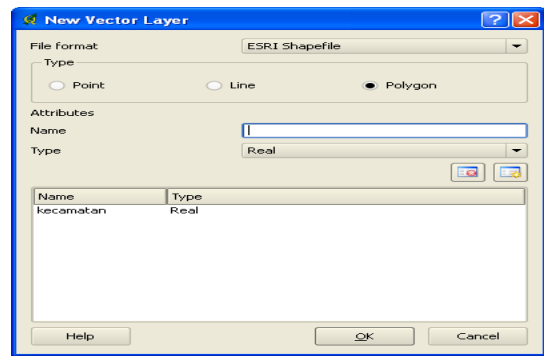 New Vector Layer
File format ESRI Shapefile
Type
Point Line Polygon
Attributes
Name
Type Real
Name Type
kecamatan Real
Help OK Cancel